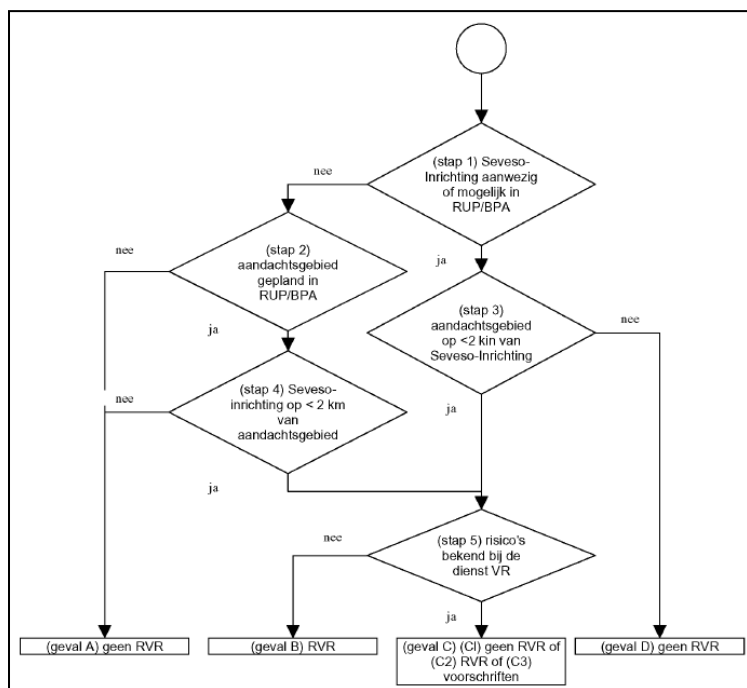 nee
(stap 1) Seveso-
Inrichting aanwezig
of mogelijk in
RUP/BPA
nee
(stap 2)
aandachtsgebied
gepland in
RUP/BPA
ja
(stap 3)
aandachtsgebied
op <2 kin van
Seveso-Inrichting
nee
ja
nee
(stap 4) Seveso-
inrichting op < 2 km
van
aandachtsgebied
ja
ja
nee
(stap 5) risico's
bekend bij de
dienst VR
ja
(geval A) geen RVR
(geval B) RVR
(geval C) (Cl) geen RVR of
(C2) RVR of (C3)
voorschriften
(geval D) geen RVR